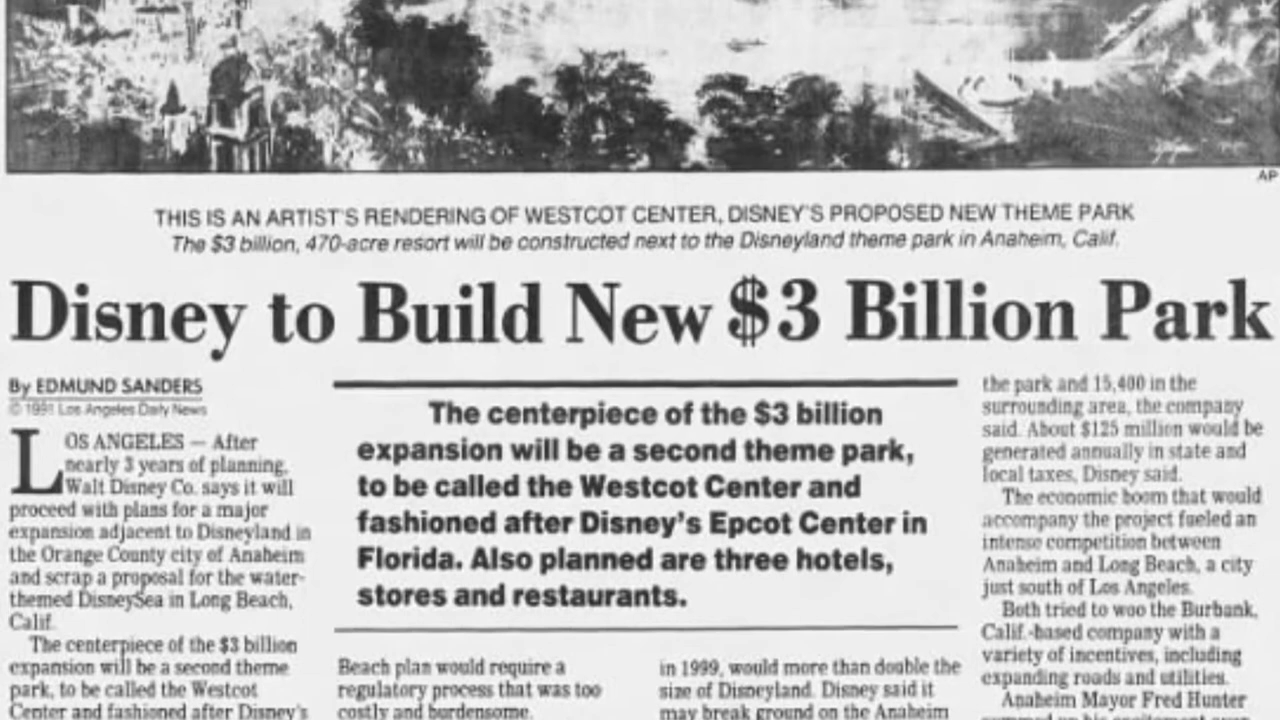 AP
THIS IS AN ARTIST'S RENDERING OF WESTCOT CENTER, DISNEY'S PROPOSED NEW THEME PARK
The $3 billion, 470-acre resort will be constructed next to the Disneyland theme park in Anaheim, Calif.
Disney to Build New $3 Billion Park
By EDMUND SANDERS
© 1991 Los Angeles Daily News
LOS ANGELES — After
nearly 3 years of planning,
Walt Disney Co. says it will
proceed with plans for a major
expansion adjacent to Disneyland in
the Orange County city of Anaheim
and scrap a proposal for the water-
themed DisneySea in Long Beach,
Calif.
The centerpiece of the $3 billion
expansion will be a second theme
park, to be called the Westcot
Center and fashioned after Disney's
The centerpiece of the $3 billion
expansion will be a second theme park,
to be called the Westcot Center and
fashioned after Disney's Epcot Center in
Florida. Also planned are three hotels,
stores and restaurants.
Beach plan would require a
regulatory process that was too
costly and burdensome.
in 1999, would more than double the
size of Disneyland. Disney said it
may break ground on the Anaheim
the park and 15,400 in the
surrounding area, the company
said. About $125 million would be
generated annually in state and
local taxes, Disney said.
The economic boom that would
accompany the project fueled an
intense competition between
Anaheim and Long Beach, a city
just south of Los Angeles.
Both tried to woo the Burbank,
Calif.-based company with a
variety of incentives, including
expanding roads and utilities.
Anaheim Mayor Fred Hunter